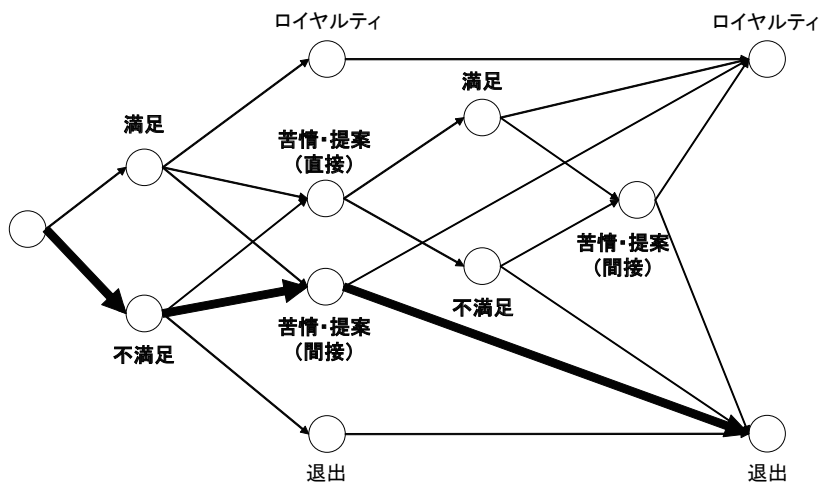 ロイヤルティ
ロイヤルティ
満足
満足
苦情・提案
（直接）
苦情・提案
（間接）
不満足
苦情・提案
（間接）
不満足
退出
退出